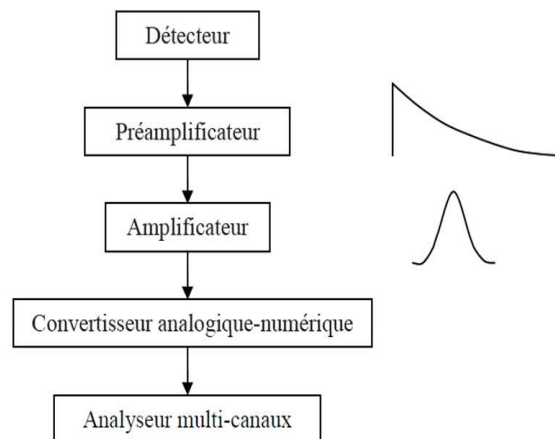 Détecteur
Préamplificateur
Amplificateur
Convertisseur analogique-numérique
Analyseur multi-canaux